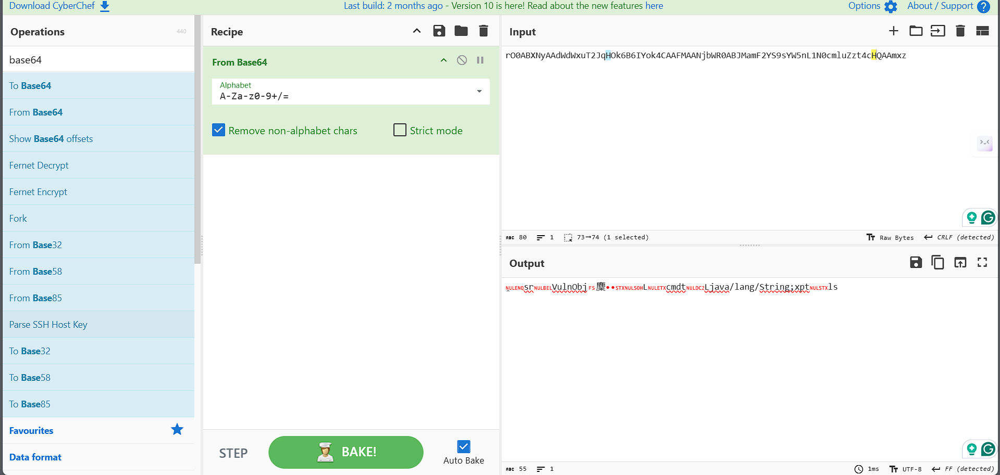 Download CyberChef
Last build: 2 months ago - Version 10 is here! Read about the new features here
Options
About / Support
Operations
440
base64
To Base64
From Base64
Show Base64 offsets
Fernet Decrypt
Fernet Encrypt
Fork
From Base32
From Base58
From Base85
Parse SSH Host Key
To Base32
To Base58
To Base85
Favourites
Data format
Recipe
From Base64
Alphabet
A-Za-z0-9+/=
Remove non-alphabet chars
Strict mode
STEP
BAKE!
Auto Bake
Input
rO0ABXNyAAdWdWxuT2JqHOk6B6IYok4CAAFMAANjbWR0ABJMamF2YS9sYW5nL1N0cmluZzt4cHQAAmxz
ABC 80 1 73→74 (1 selected)
Raw Bytes CRLF (detected)
Output
NULENQsrNULBELVulnObjFS麋••STXNULSOHLNULETXcmdtNULDC2Ljava/lang/String;xptNULSTXls
ABC 55 1
1ms UTF-8 FF (detected)